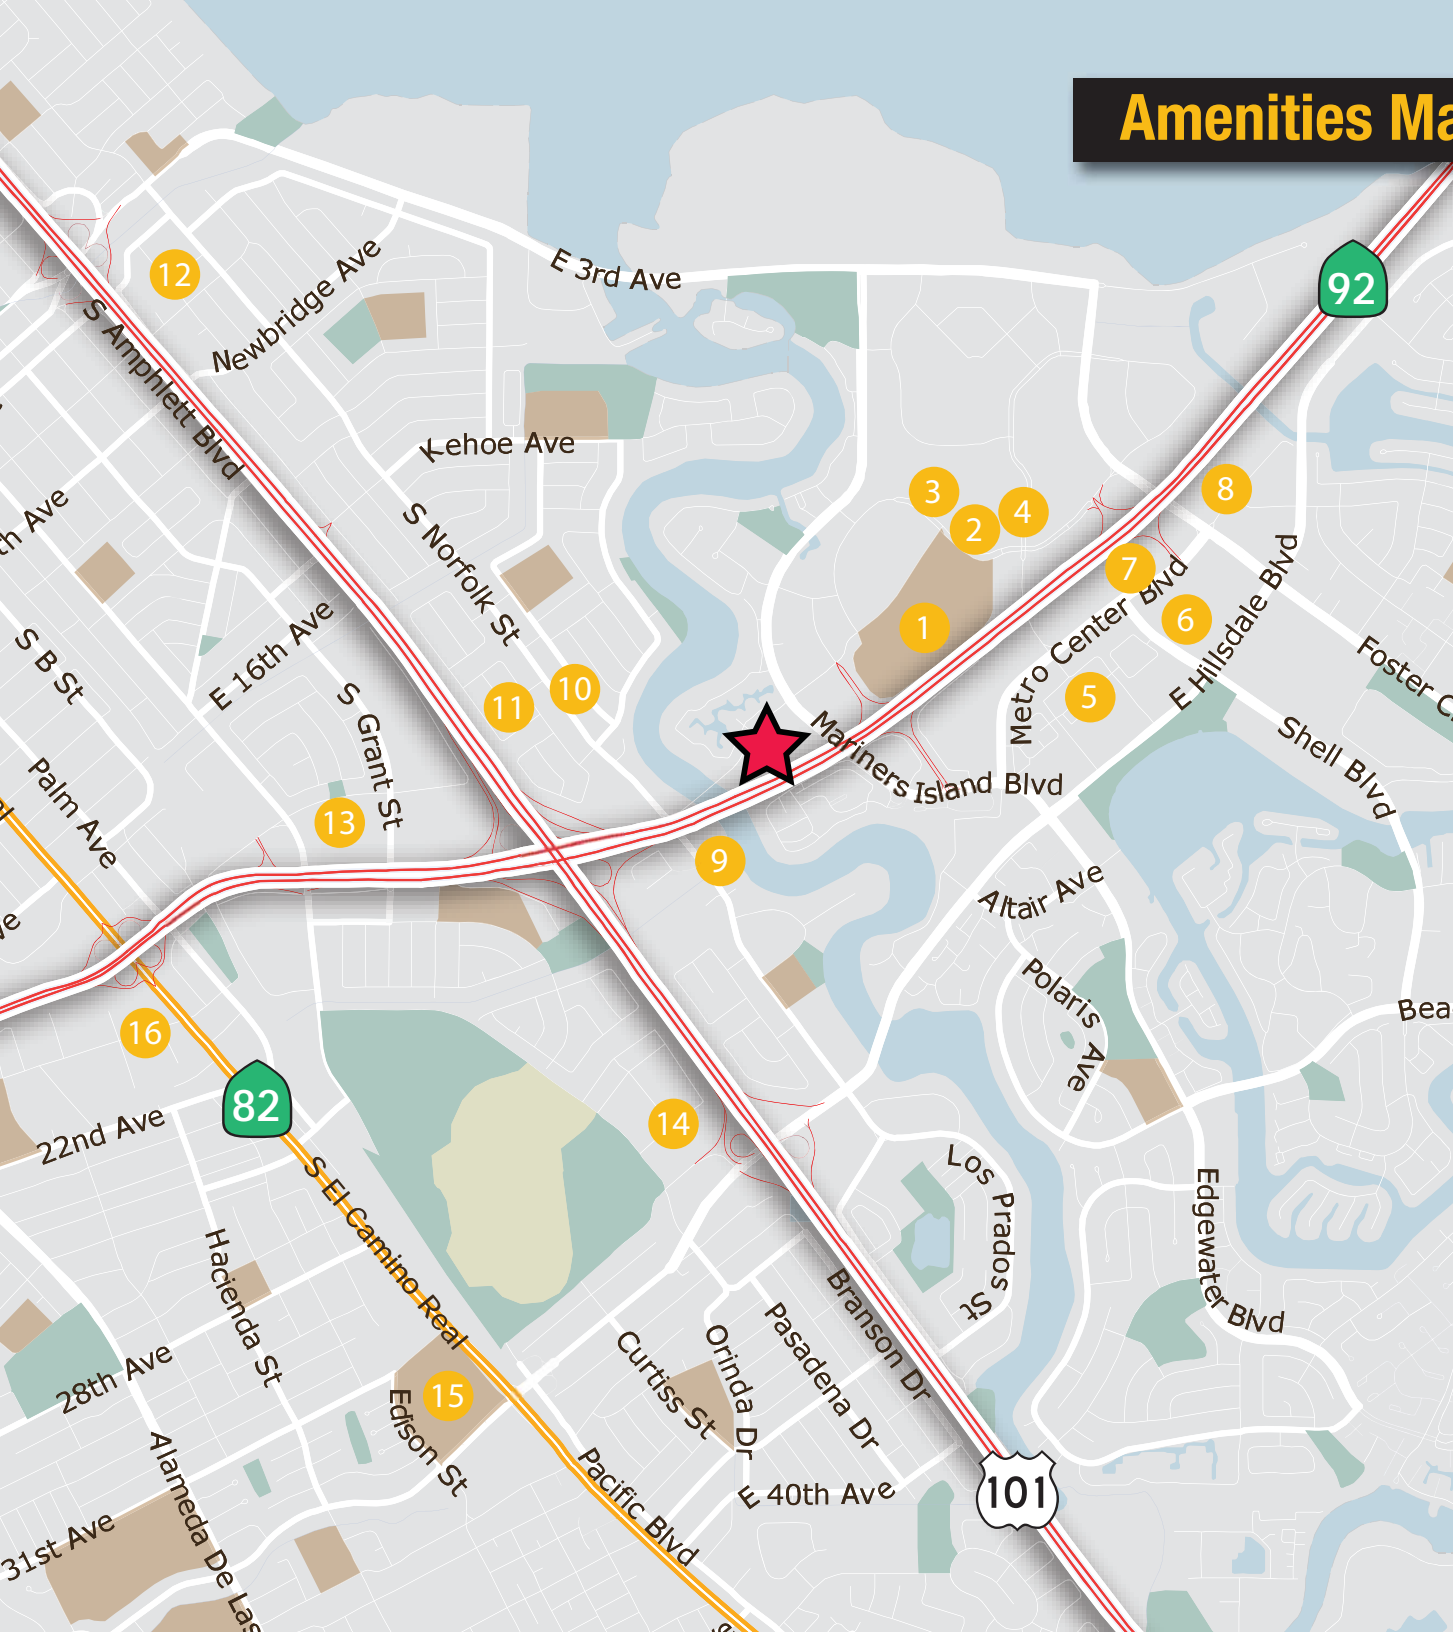 Amenities Ma
92
E 3rd Ave
12
Newbridge Ave
S Amphlett Blvd
Kehoe Ave
3
4
2
8
th Ave
S Norfolk St
7
Metro Center Blvd
6
1
E Hillsdale Blvd
Foster C
S B St
E 16th Ave
S Grant St
11
10
5
Mariners Island Blvd
Shell Blvd
Palm Ave
13
9
Altair Ave
Polaris Ave
Bea
16
82
22nd Ave
14
S El Camino Real
Los Prados St
Edgewater Blvd
Hacienda St
Branson Dr
Pasadena Dr
Orinda Dr
Curtiss St
28th Ave
15
Edison St
Alameda De Las
Pacific Blvd
E 40th Ave
101
31st Ave